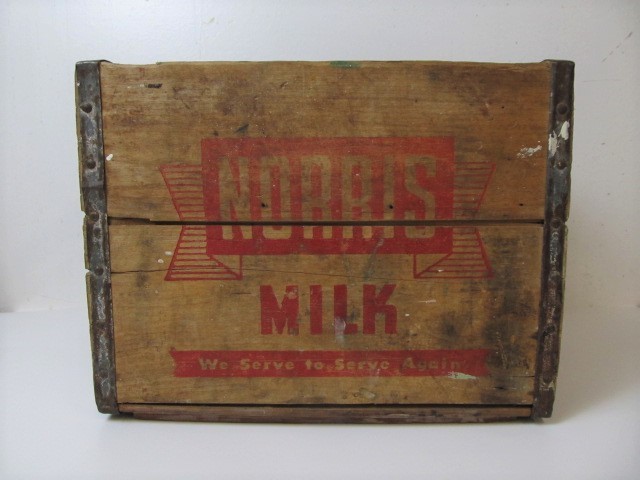 NORRIS
MILK
We Serve to Serve Again